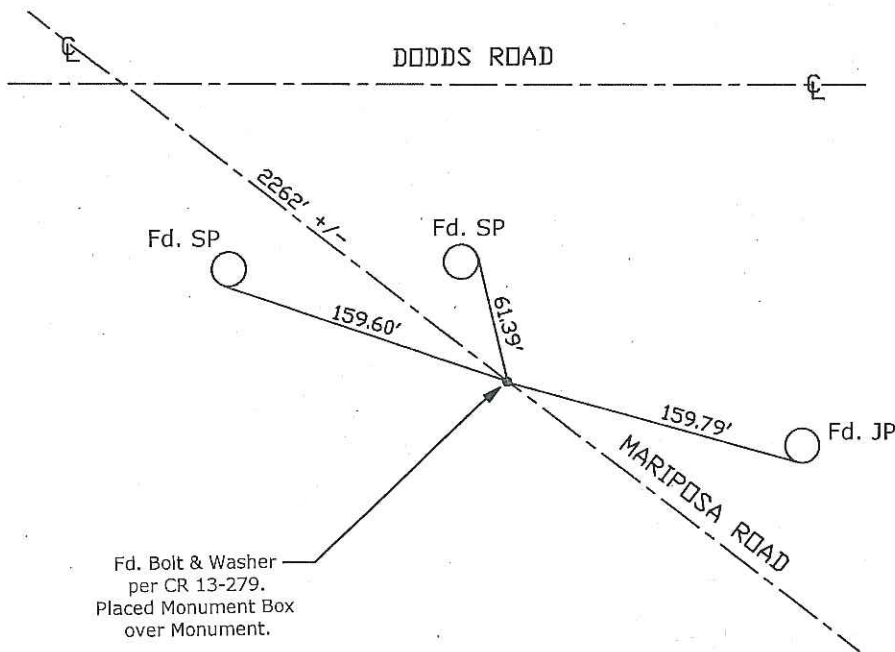 ℄
DODDS ROAD
℄
2262' +/-
Fd. SP
Fd. SP
159.60'
61.39'
159.79'
Fd. JP
MARIPOSA ROAD
Fd. Bolt & Washer
per CR 13-279.
Placed Monument Box
over Monument.